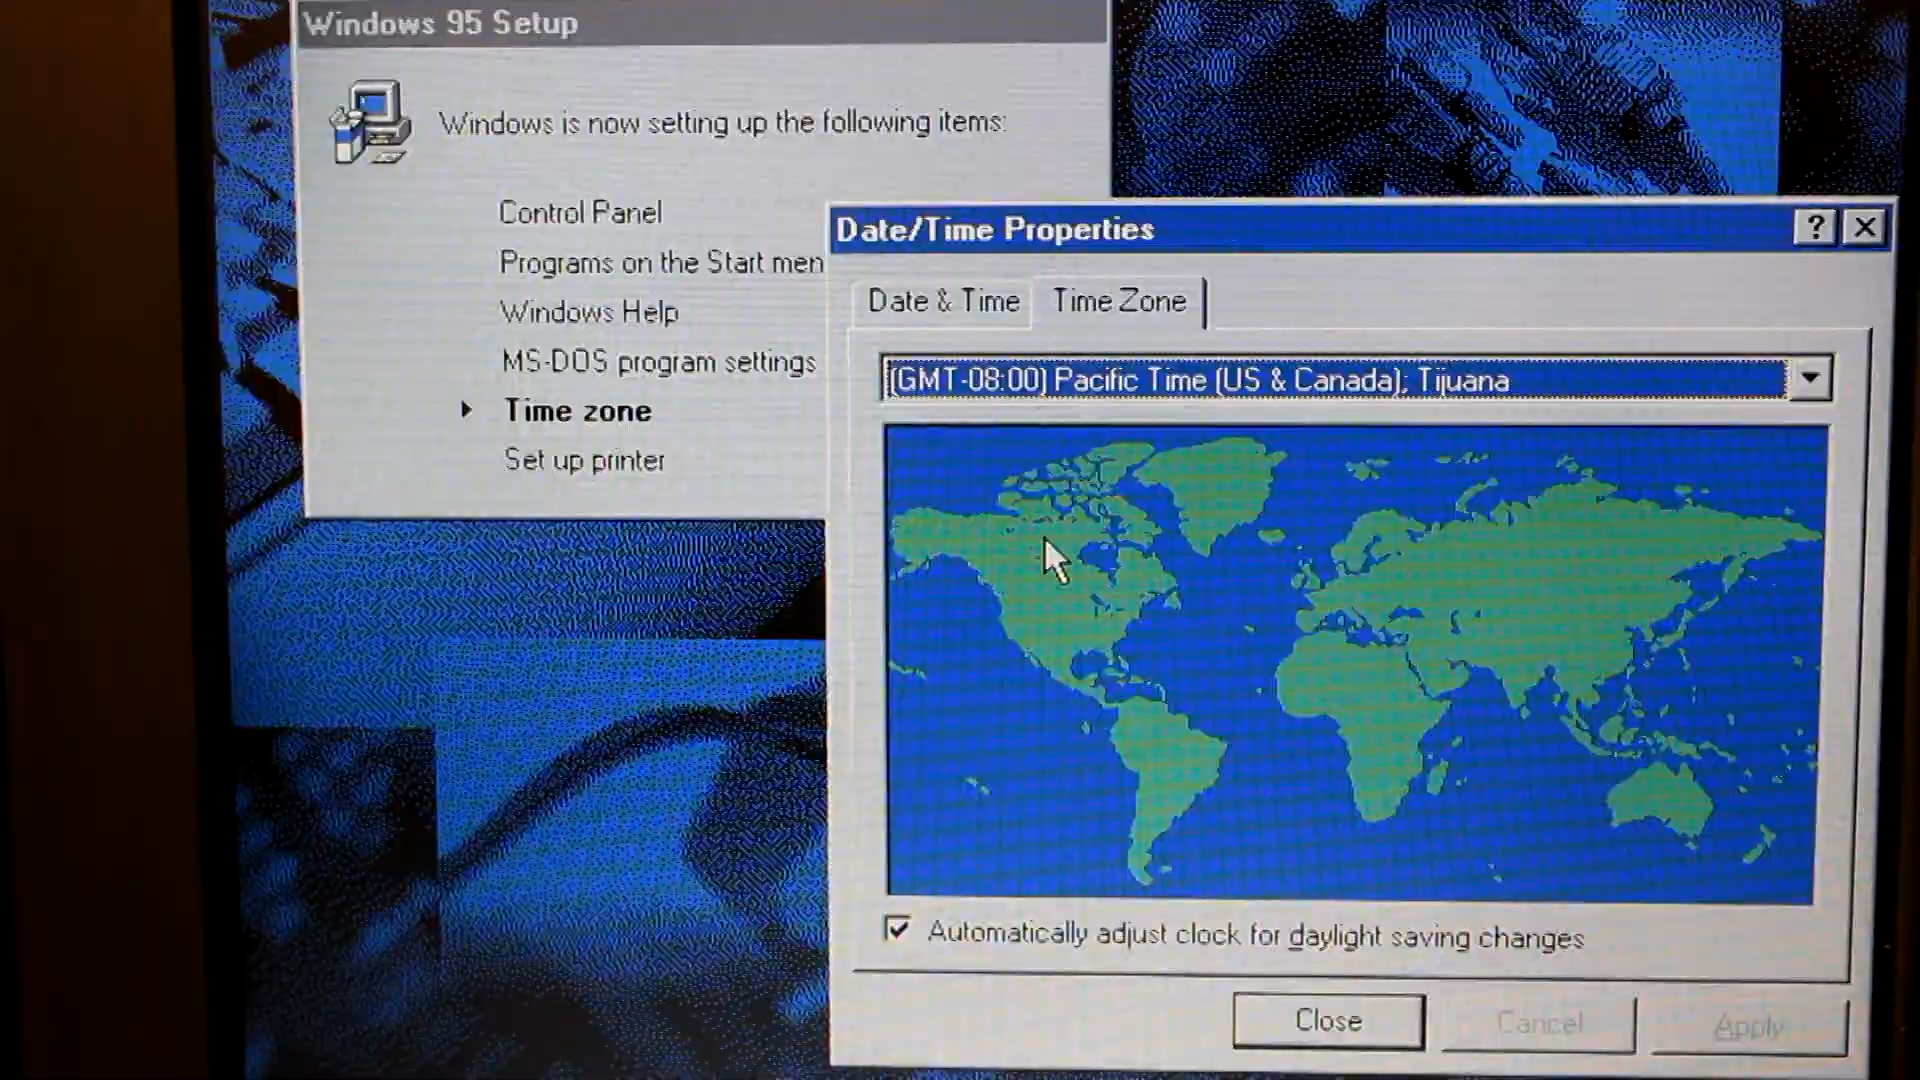 Windows 95 Setup
Windows is now setting up the following items:
Control Panel
Programs on the Start men
Windows Help
MS-DOS program settings
Time zone
Set up printer
Date/Time Properties
Date & Time
Time Zone
(GMT-08:00) Pacific Time (US & Canada); Tijuana
Automatically adjust clock for daylight saving changes
Close
Cancel
Apply